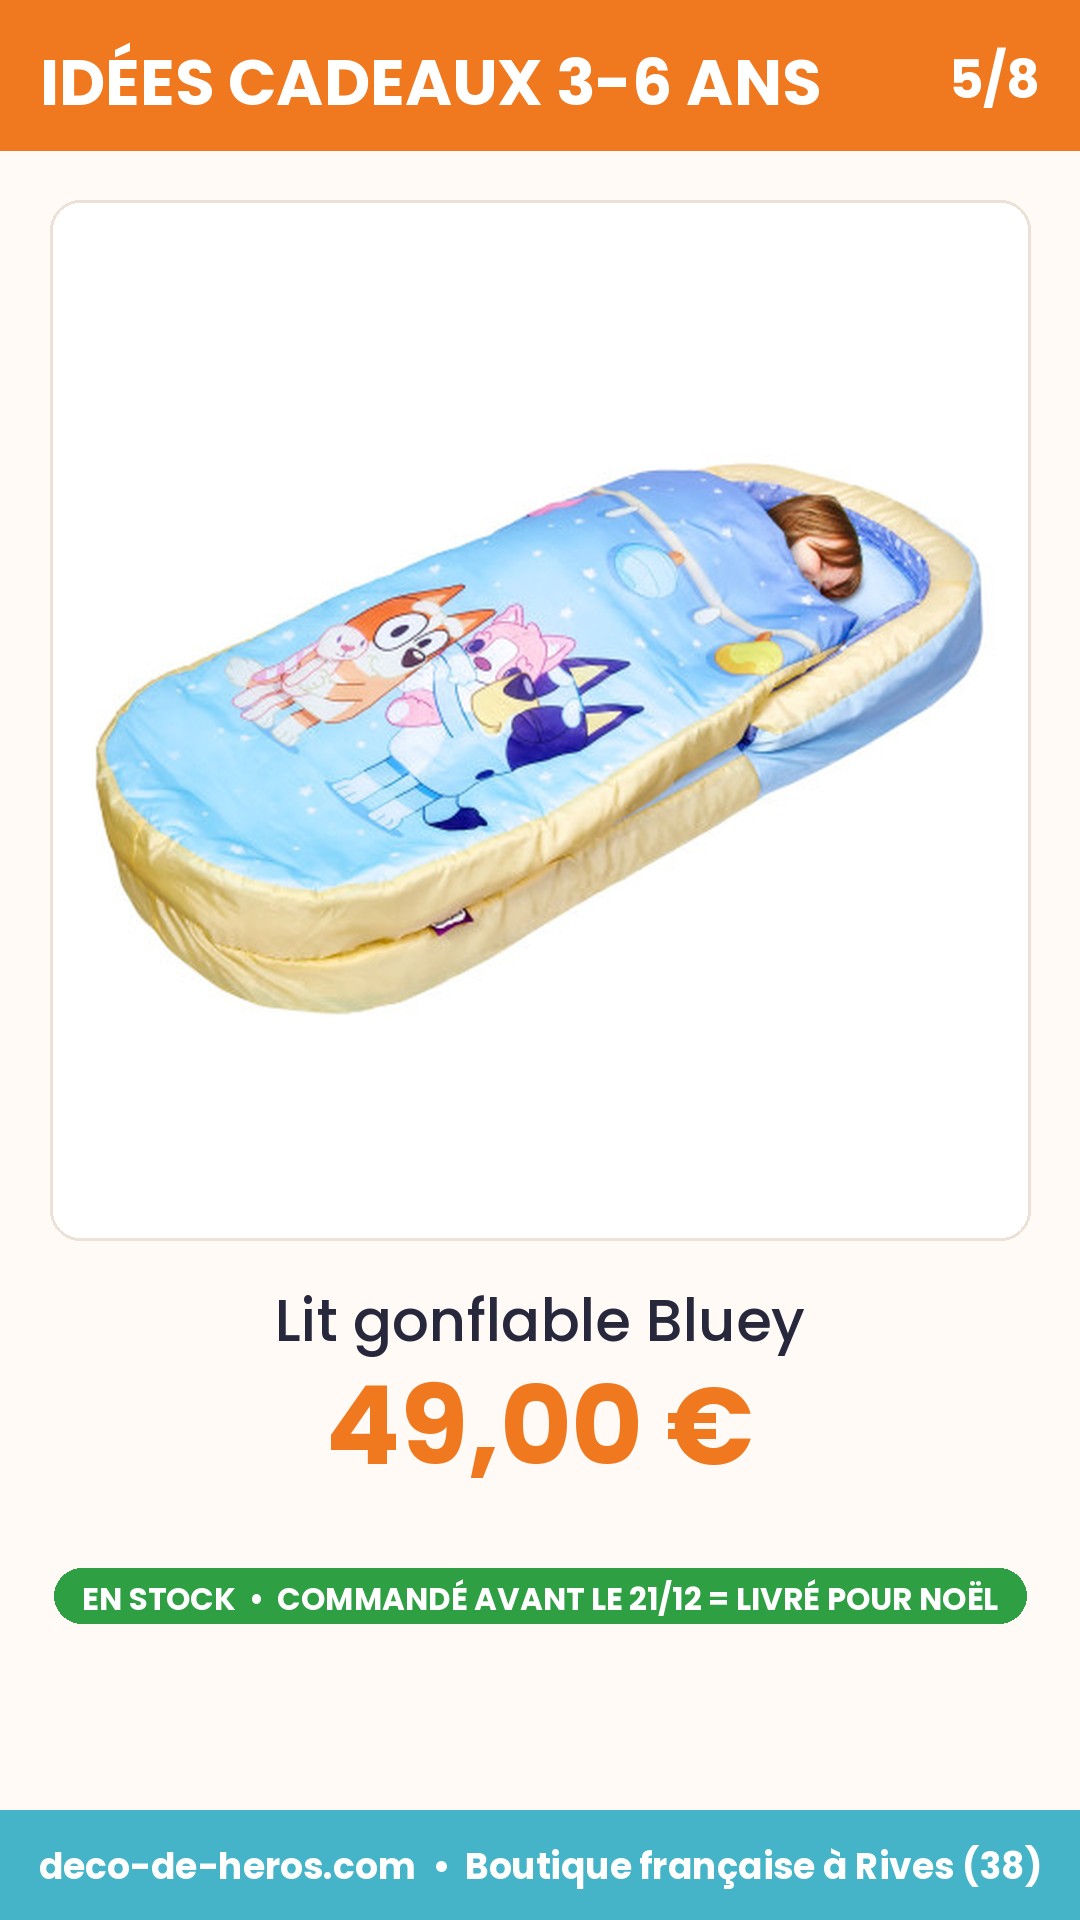 IDÉES CADEAUX 3-6 ANS
5/8
Lit gonflable Bluey
49,00 €
EN STOCK • COMMANDÉ AVANT LE 21/12 = LIVRÉ POUR NOËL
deco-de-heros.com • Boutique française à Rives (38)